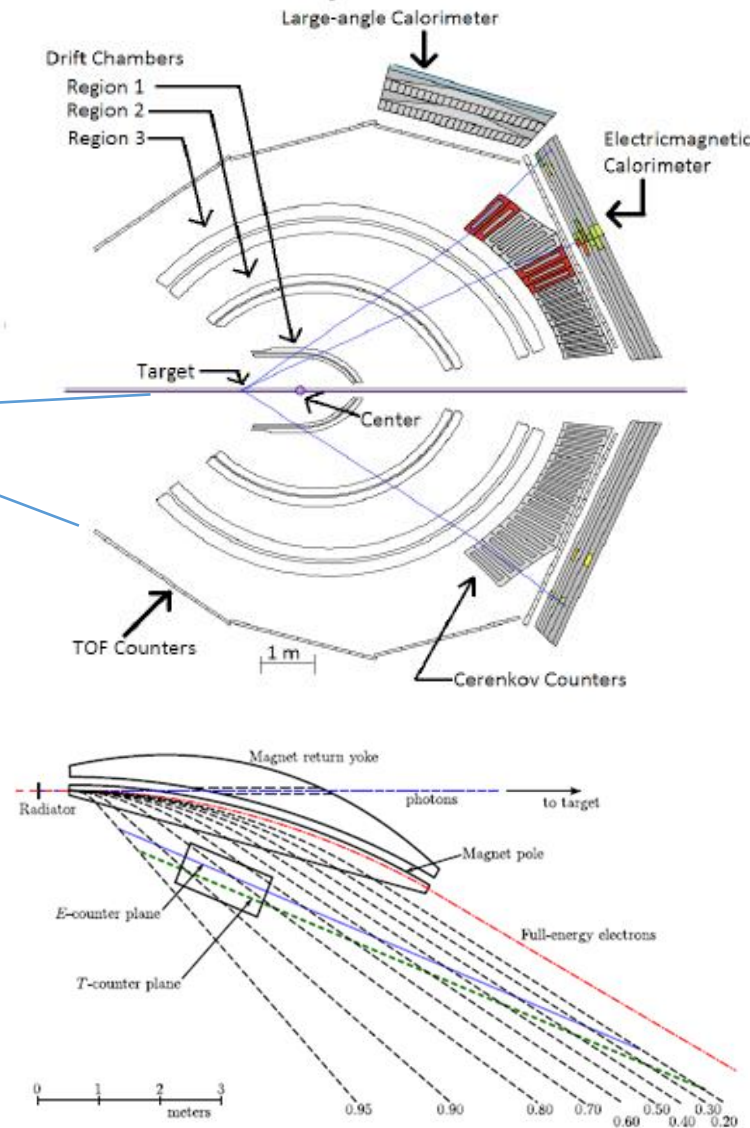 Large-angle Calorimeter
Drift Chambers
Region 1
Region 2
Region 3
Electricmagnetic
Calorimeter
Target
Center
TOF Counters
1 m
Cerenkov Counters
Magnet return yoke
Radiator
photons
to target
Magnet pole
E-counter plane
Full-energy electrons
T-counter plane
0 1 2 3
meters
0.95 0.90 0.80 0.70 0.60 0.50 0.40 0.30 0.20